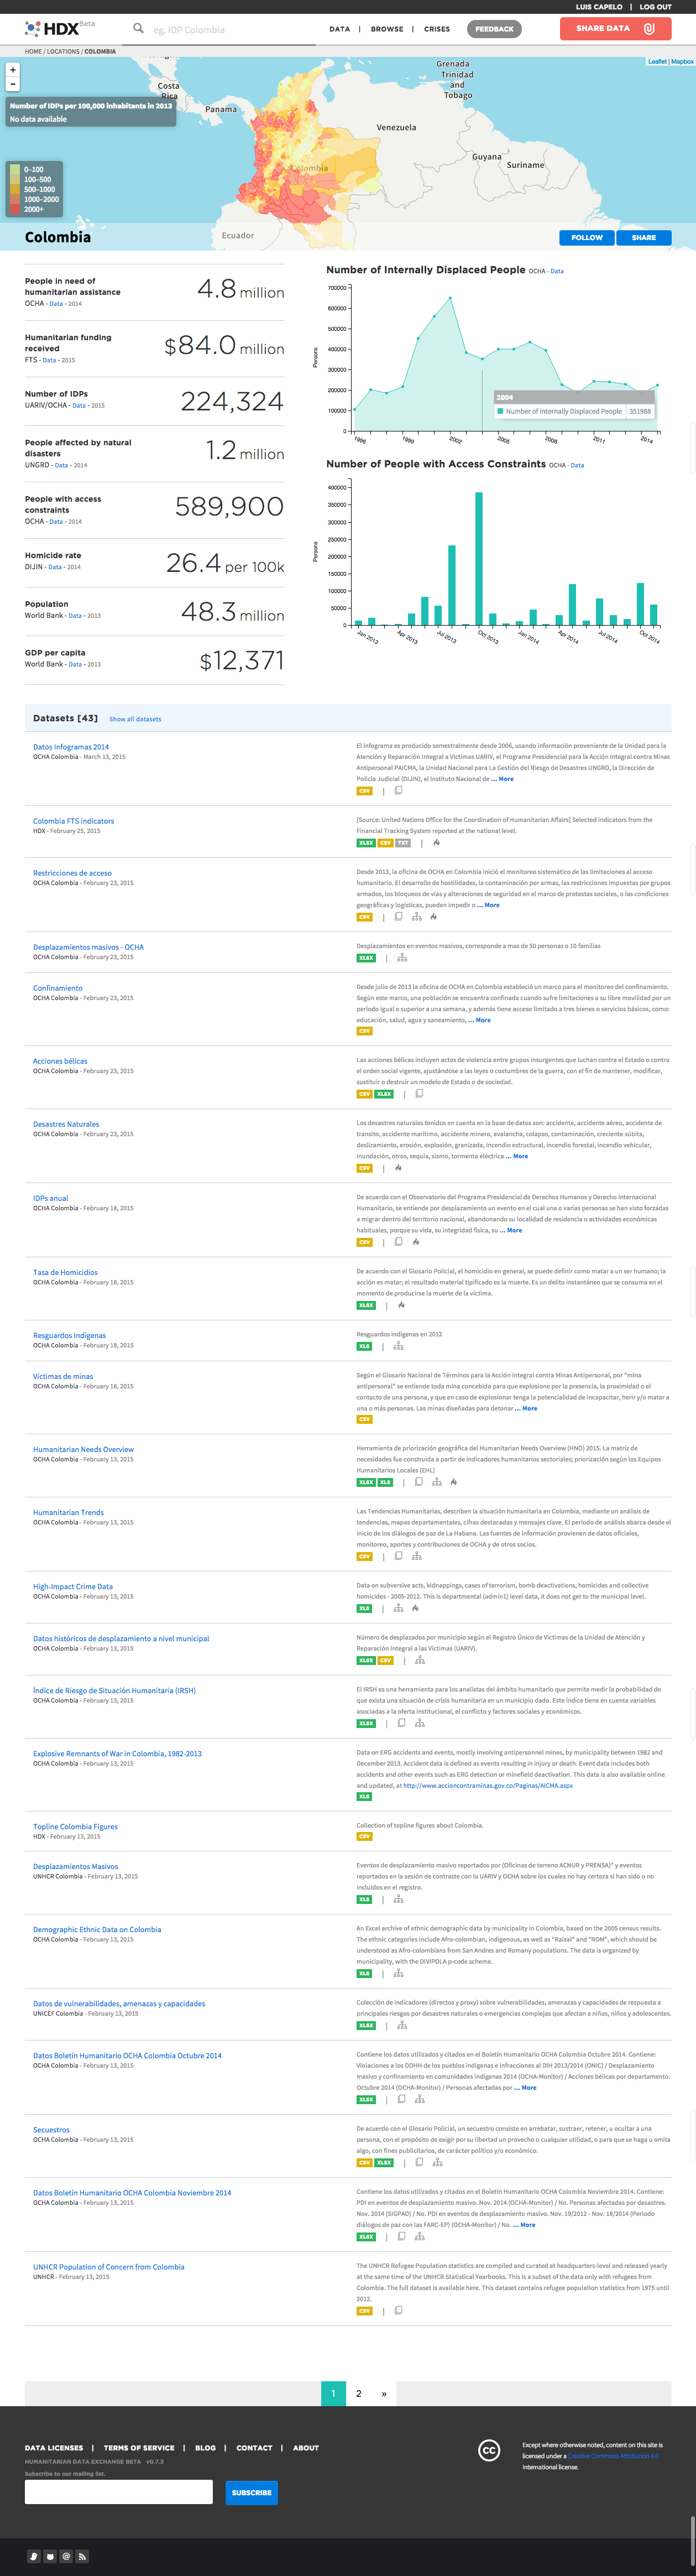 LUIS CAPELO | LOG OUT
HDX Beta
eg. IDP Colombia
DATA | BROWSE | CRISES
FEEDBACK
SHARE DATA
HOME / LOCATIONS / COLOMBIA
+
−
Leaflet | Mapbox
Number of IDPs per 100,000 inhabitants in 2013
No data available
0–100
100–500
500–1000
1000–2000
2000+
Costa
Rica
Panama
Grenada
Trinidad
and
Tobago
Venezuela
Guyana
Suriname
Colombia
Ecuador
Colombia
FOLLOW
SHARE
People in need of
humanitarian assistance
OCHA - Data - 2014
4.8 million
Humanitarian funding
received
FTS - Data - 2015
$84.0 million
Number of IDPs
UARIV/OCHA - Data - 2015
224,324
People affected by natural
disasters
UNGRD - Data - 2014
1.2 million
People with access
constraints
OCHA - Data - 2014
589,900
Homicide rate
DIJIN - Data - 2014
26.4 per 100k
Population
World Bank - Data - 2013
48.3 million
GDP per capita
World Bank - Data - 2013
$12,371
Number of Internally Displaced People OCHA - Data
Persons
700000
600000
500000
400000
300000
200000
100000
0
1996
1999
2002
2005
2008
2011
2014
2004
Number of Internally Displaced People 351988
Number of People with Access Constraints OCHA - Data
Persons
400000
350000
300000
250000
200000
150000
100000
50000
0
Jan 2013
Apr 2013
Jul 2013
Oct 2013
Jan 2014
Apr 2014
Jul 2014
Oct 2014
Datasets [43] Show all datasets
Datos Infogramas 2014
OCHA Colombia - March 13, 2015
El infograma es producido semestralmente desde 2006, usando información proveniente de la Unidad para la
Atención y Reparación Integral a Víctimas UARIV, el Programa Presidencial para la Acción Integral contra Minas
Antipersonal PAICMA, la Unidad Nacional para La Gestión del Riesgo de Desastres UNGRD, la Dirección de
Policía Judicial (DIJIN), el Instituto Nacional de ... More
CSV |
Colombia FTS indicators
HDX - February 25, 2015
[Source: United Nations Office for the Coordination of Humanitarian Affairs] Selected indicators from the
Financial Tracking System reported at the national level.
XLSX CSV TXT |
Restricciones de acceso
OCHA Colombia - February 23, 2015
Desde 2013, la oficina de OCHA en Colombia inició el monitoreo sistemático de las limitaciones al acceso
humanitario. El desarrollo de hostilidades, la contaminación por armas, las restricciones impuestas por grupos
armados, los bloqueos de vías y alteraciones de seguridad en el marco de protestas sociales, o las condiciones
geográficas y logísticas, pueden impedir o ... More
CSV |
Desplazamientos masivos - OCHA
OCHA Colombia - February 23, 2015
Desplazamientos en eventos masivos, corresponde a mas de 50 personas o 10 familias
XLSX |
Confinamiento
OCHA Colombia - February 23, 2015
Desde julio de 2013 la oficina de OCHA en Colombia estableció un marco para el monitoreo del confinamiento.
Según este marco, una población se encuentra confinada cuando sufre limitaciones a su libre movilidad por un
período igual o superior a una semana, y además tiene acceso limitado a tres bienes o servicios básicos, como:
educación, salud, agua y saneamiento, ... More
CSV
Acciones bélicas
OCHA Colombia - February 23, 2015
Las acciones bélicas incluyen actos de violencia entre grupos insurgentes que luchan contra el Estado o contra
el orden social vigente, ajustándose a las leyes o costumbres de la guerra, con el fin de mantener, modificar,
sustituir o destruir un modelo de Estado o de sociedad.
CSV XLSX |
Desastres Naturales
OCHA Colombia - February 23, 2015
Los desastres naturales tenidos en cuenta en la base de datos son: accidente, accidente aéreo, accidente de
transito, accidente marítimo, accidente minero, avalancha, colapso, contaminación, creciente súbita,
deslizamiento, erosión, explosión, granizada, incendio estructural, incendio forestal, incendio vehicular,
inundación, otros, sequía, sismo, tormenta eléctrica ... More
CSV |
IDPs anual
OCHA Colombia - February 18, 2015
De acuerdo con el Observatorio del Programa Presidencial de Derechos Humanos y Derecho Internacional
Humanitario, se entiende por desplazamiento un evento en el cual una o varias personas se han visto forzadas
a migrar dentro del territorio nacional, abandonando su localidad de residencia o actividades económicas
habituales, porque su vida, su integridad física, su ... More
CSV |
Tasa de Homicidios
OCHA Colombia - February 18, 2015
De acuerdo con el Glosario Policial, el homicidio en general, se puede definir como matar a un ser humano; la
acción es matar; el resultado material tipificado es la muerte. Es un delito instantáneo que se consuma en el
momento de producirse la muerte de la víctima.
XLSX |
Resguardos Indígenas
OCHA Colombia - February 18, 2015
Resguardos indígenas en 2012
XLS |
Victimas de minas
OCHA Colombia - February 16, 2015
Según el Glosario Nacional de Términos para la Acción Integral contra Minas Antipersonal, por "mina
antipersonal" se entiende toda mina concebida para que explosione por la presencia, la proximidad o el
contacto de una persona, y que en caso de explosionar tenga la potencialidad de incapacitar, herir y/o matar a
una o más personas. Las minas diseñadas para detonar ... More
CSV
Humanitarian Needs Overview
OCHA Colombia - February 13, 2015
Herramienta de priorización geográfica del Humanitarian Needs Overview (HNO) 2015. La matriz de
necesidades fue construida a partir de indicadores humanitarios sectoriales; priorización según los Equipos
Humanitarios Locales (EHL)
XLSX XLS |
Humanitarian Trends
OCHA Colombia - February 13, 2015
Las Tendencias Humanitarias, describen la situación humanitaria en Colombia, mediante un análisis de
tendencias, mapas departamentales, cifras destacadas y mensajes clave. El período de análisis abarca desde el
inicio de los diálogos de paz de La Habana. Las fuentes de información provienen de datos oficiales,
monitoreo, aportes y contribuciones de OCHA y de otros socios.
CSV |
High-Impact Crime Data
OCHA Colombia - February 13, 2015
Data on subversive acts, kidnappings, cases of terrorism, bomb deactivations, homicides and collective
homicides - 2005-2012. This is departmental (admin1) level data, it does not get to the municipal level.
XLS |
Datos históricos de desplazamiento a nivel municipal
OCHA Colombia - February 13, 2015
Número de desplazados por municipio según el Registro Único de Víctimas de la Unidad de Atención y
Reparación Integral a las Víctimas (UARIV).
XLSX CSV |
Índice de Riesgo de Situación Humanitaria (IRSH)
OCHA Colombia - February 13, 2015
El IRSH es una herramienta para los analistas del ámbito humanitario que permite medir la probabilidad de
que exista una situación de crisis humanitaria en un municipio dado. Este índice tiene en cuenta variables
asociadas a la oferta institucional, el conflicto y factores sociales y económicos.
XLSX |
Explosive Remnants of War in Colombia, 1982-2013
OCHA Colombia - February 13, 2015
Data on ERG accidents and events, mostly involving antipersonnel mines, by municipality between 1982 and
December 2013. Accident data is defined as events resulting in injury or death. Event data includes both
accidents and other events such as ERG detection or minefield deactivation. This data is also available online
and updated, at http://www.accioncontraminas.gov.co/Paginas/AICMA.aspx
XLS
Topline Colombia Figures
HDX - February 13, 2015
Collection of topline figures about Colombia.
CSV
Desplazamientos Masivos
UNHCR Colombia - February 13, 2015
Eventos de desplazamiento masivo reportados por (Oficinas de terreno ACNUR y PRENSA)" y eventos
reportados en la sesión de contraste con la UARIV y OCHA sobre los cuales no hay certeza si han sido o no
incluidos en el registro.
XLS |
Demographic Ethnic Data on Colombia
OCHA Colombia - February 13, 2015
An Excel archive of ethnic demographic data by municipality in Colombia, based on the 2005 census results.
The ethnic categories include Afro-colombian, indigenous, as well as "Raizal" and "ROM", which should be
understood as Afro-colombians from San Andres and Romany populations. The data is organized by
municipality, with the DIVIPOLA p-code scheme.
XLS |
Datos de vulnerabilidades, amenazas y capacidades
UNICEF Colombia - February 13, 2015
Colección de indicadores (directos y proxy) sobre vulnerabilidades, amenazas y capacidades de respuesta a
principales riesgos por desastres naturales o emergencias complejas que afectan a niñas, niños y adolescentes.
XLSX |
Datos Boletín Humanitario OCHA Colombia Octubre 2014
OCHA Colombia - February 13, 2015
Contiene los datos utilizados y citados en el Boletín Humanitario OCHA Colombia Octubre 2014. Contiene:
Violaciones a los DDHH de los pueblos indígenas e infracciones al DIH 2013/2014 (ONIC) / Desplazamiento
masivo y confinamiento en comunidades indígenas 2014 (OCHA-Monitor) / Acciones bélicas por departamento.
Octubre 2014 (OCHA-Monitor) / Personas afectadas por ... More
XLSX |
Secuestros
OCHA Colombia - February 13, 2015
De acuerdo con el Glosario Policial, un secuestro consiste en arrebatar, sustraer, retener, u ocultar a una
persona, con el propósito de exigir por su libertad un provecho o cualquier utilidad, o para que se haga u omita
algo, con fines publicitarios, de carácter político y/o económico.
CSV XLSX |
Datos Boletín Humanitario OCHA Colombia Noviembre 2014
OCHA Colombia - February 13, 2015
Contiene los datos utilizados y citados en el Boletín Humanitario OCHA Colombia Noviembre 2014. Contiene:
PDI en eventos de desplazamiento masivo. Nov. 2014 (OCHA-Monitor) / No. Personas afectadas por desastres.
Nov. 2014 (SIGPAD) / No. PDI en eventos de desplazamiento masivo. Nov. 19/2012 - Nov. 18/2014 (Periodo
diálogos de paz con las FARC-EP) (OCHA-Monitor) / No. ... More
XLSX |
UNHCR Population of Concern from Colombia
UNHCR - February 13, 2015
The UNHCR Refugee Population statistics are compiled and curated at headquarters-level and released yearly
at the same time of the UNHCR Statistical Yearbooks. This is a subset of the data only with refugees from
Colombia. The full dataset is available here. This dataset contains refugee population statistics from 1975 until
2012.
CSV |
1 2 »
DATA LICENSES | TERMS OF SERVICE | BLOG | CONTACT | ABOUT
HUMANITARIAN DATA EXCHANGE BETA v0.7.3
Subscribe to our mailing list.
SUBSCRIBE
cc
Except where otherwise noted, content on this site is
licensed under a Creative Commons Attribution 4.0
International license.